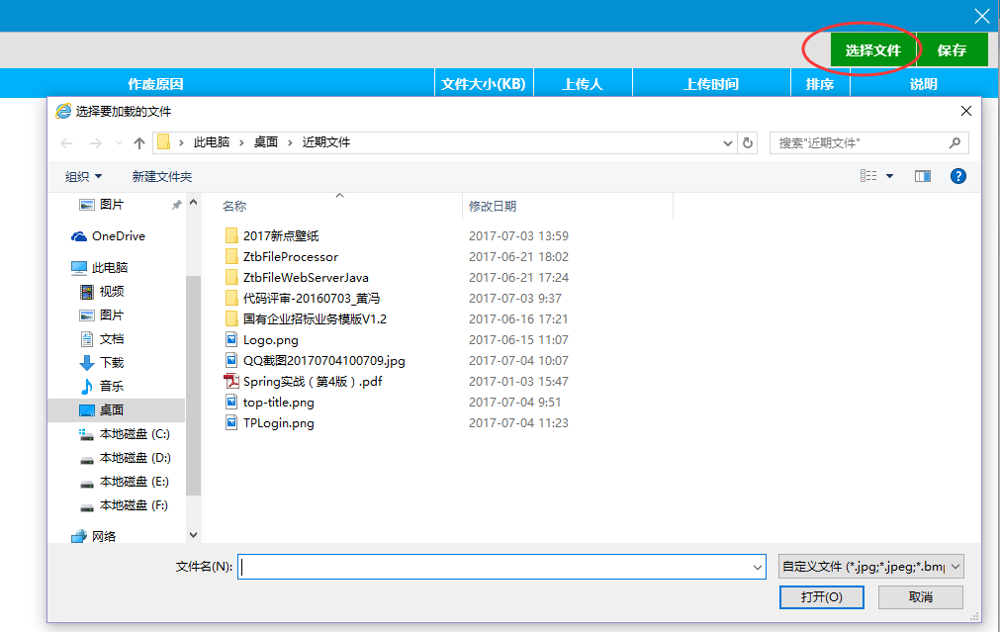 选择文件 保存
作废原因 文件大小(KB) 上传人 上传时间 排序 说明
选择要加载的文件
此电脑 › 桌面 › 近期文件 搜索"近期文件"
组织 新建文件夹
名称 修改日期
图片
OneDrive
此电脑
视频
图片
文档
下载
音乐
桌面
本地磁盘 (C:)
本地磁盘 (D:)
本地磁盘 (E:)
本地磁盘 (F:)
网络
2017新点壁纸 2017-07-03 13:59
ZtbFileProcessor 2017-06-21 18:02
ZtbFileWebServerJava 2017-06-21 17:24
代码评审-20160703_黄冯 2017-07-03 9:37
国有企业招标业务模版V1.2 2017-06-16 17:21
Logo.png 2017-06-15 11:07
QQ截图20170704100709.jpg 2017-07-04 10:07
Spring实战（第4版）.pdf 2017-01-03 15:47
top-title.png 2017-07-04 9:51
TPLogin.png 2017-07-04 11:23
文件名(N): 自定义文件 (*.jpg;*.jpeg;*.bmp
打开(O) 取消